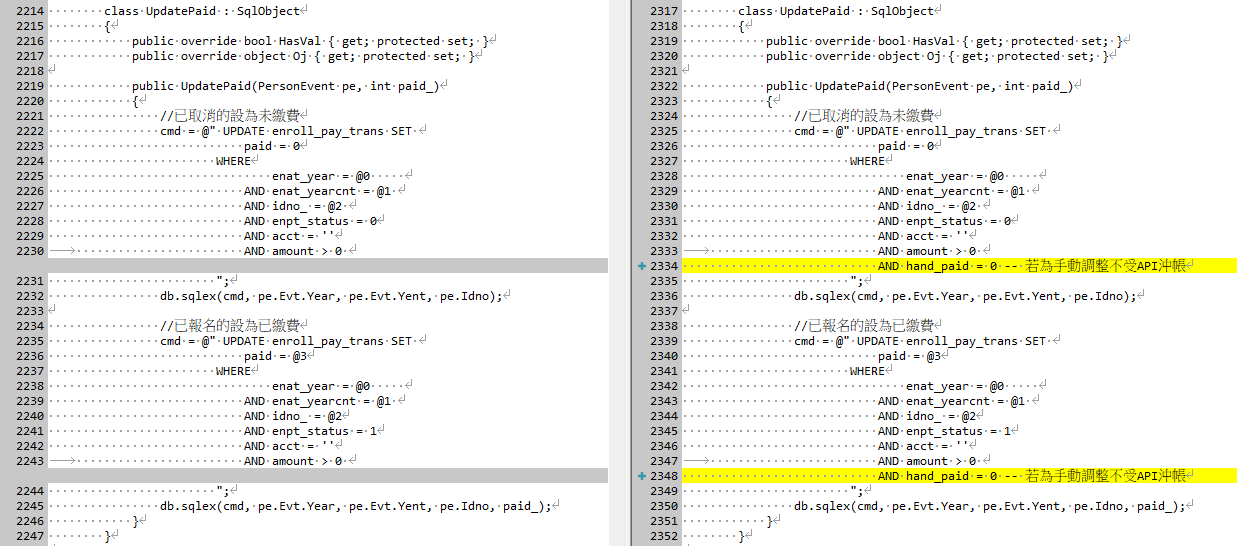 2214 class UpdatePaid : SqlObject
2215 {
2216 public override bool HasVal { get; protected set; }
2217 public override object Oj { get; protected set; }
2218
2219 public UpdatePaid(PersonEvent pe, int paid_)
2220 {
2221 //已取消的設為未繳費
2222 cmd = @" UPDATE enroll_pay_trans SET
2223 paid = 0
2224 WHERE
2225 enat_year = @0
2226 AND enat_yearcnt = @1
2227 AND idno_ = @2
2228 AND enpt_status = 0
2229 AND acct = ''
2230 AND amount > 0
2231 ";
2232 db.sqlex(cmd, pe.Evt.Year, pe.Evt.Yent, pe.Idno);
2233
2234 //已報名的設為已繳費
2235 cmd = @" UPDATE enroll_pay_trans SET
2236 paid = @3
2237 WHERE
2238 enat_year = @0
2239 AND enat_yearcnt = @1
2240 AND idno_ = @2
2241 AND enpt_status = 1
2242 AND acct = ''
2243 AND amount > 0
2244 ";
2245 db.sqlex(cmd, pe.Evt.Year, pe.Evt.Yent, pe.Idno, paid_);
2246 }
2247 }
2317 class UpdatePaid : SqlObject
2318 {
2319 public override bool HasVal { get; protected set; }
2320 public override object Oj { get; protected set; }
2321
2322 public UpdatePaid(PersonEvent pe, int paid_)
2323 {
2324 //已取消的設為未繳費
2325 cmd = @" UPDATE enroll_pay_trans SET
2326 paid = 0
2327 WHERE
2328 enat_year = @0
2329 AND enat_yearcnt = @1
2330 AND idno_ = @2
2331 AND enpt_status = 0
2332 AND acct = ''
2333 AND amount > 0
2334 AND hand_paid = 0 -- 若為手動調整不受API沖帳
2335 ";
2336 db.sqlex(cmd, pe.Evt.Year, pe.Evt.Yent, pe.Idno);
2337
2338 //已報名的設為已繳費
2339 cmd = @" UPDATE enroll_pay_trans SET
2340 paid = @3
2341 WHERE
2342 enat_year = @0
2343 AND enat_yearcnt = @1
2344 AND idno_ = @2
2345 AND enpt_status = 1
2346 AND acct = ''
2347 AND amount > 0
2348 AND hand_paid = 0 -- 若為手動調整不受API沖帳
2349 ";
2350 db.sqlex(cmd, pe.Evt.Year, pe.Evt.Yent, pe.Idno, paid_);
2351 }
2352 }